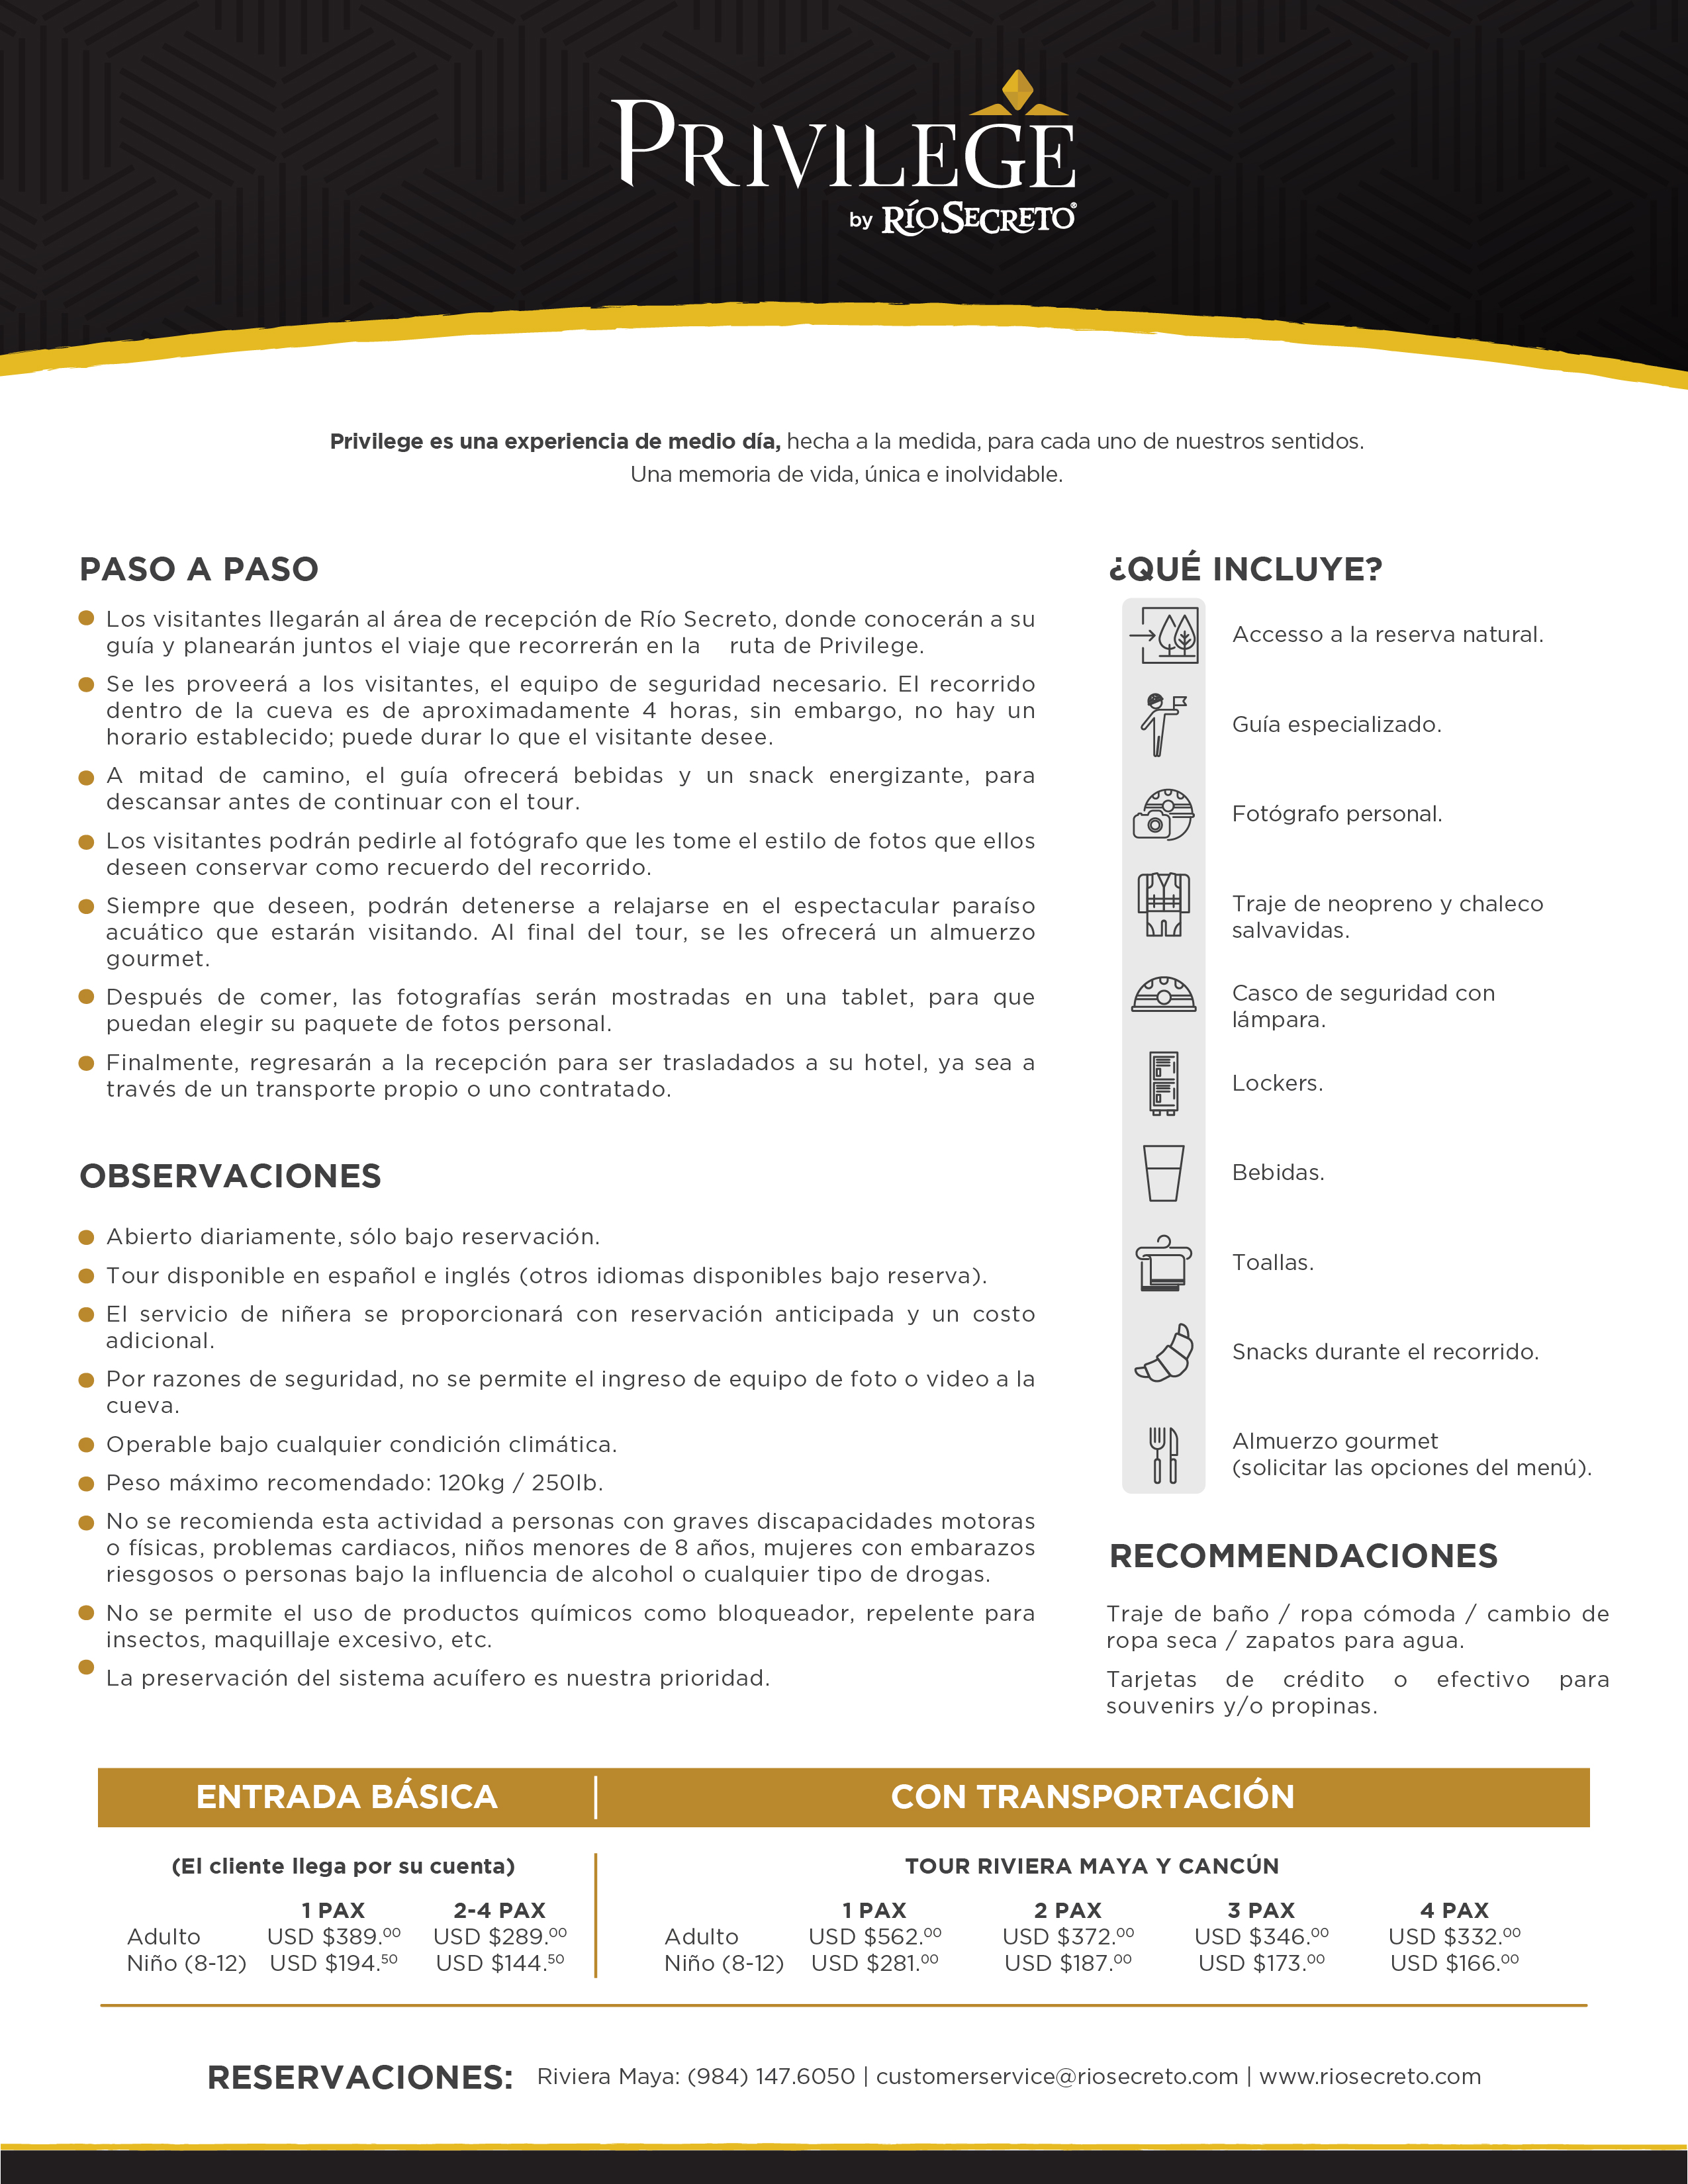 PRIVILEGE
by RÍO SECRETO®
Privilege es una experiencia de medio día, hecha a la medida, para cada uno de nuestros sentidos.
Una memoria de vida, única e inolvidable.
PASO A PASO
Los visitantes llegarán al área de recepción de Río Secreto, donde conocerán a su
guía y planearán juntos el viaje que recorrerán en la ruta de Privilege.
Se les proveerá a los visitantes, el equipo de seguridad necesario. El recorrido
dentro de la cueva es de aproximadamente 4 horas, sin embargo, no hay un
horario establecido; puede durar lo que el visitante desee.
A mitad de camino, el guía ofrecerá bebidas y un snack energizante, para
descansar antes de continuar con el tour.
Los visitantes podrán pedirle al fotógrafo que les tome el estilo de fotos que ellos
deseen conservar como recuerdo del recorrido.
Siempre que deseen, podrán detenerse a relajarse en el espectacular paraíso
acuático que estarán visitando. Al final del tour, se les ofrecerá un almuerzo
gourmet.
Después de comer, las fotografías serán mostradas en una tablet, para que
puedan elegir su paquete de fotos personal.
Finalmente, regresarán a la recepción para ser trasladados a su hotel, ya sea a
través de un transporte propio o uno contratado.
OBSERVACIONES
Abierto diariamente, sólo bajo reservación.
Tour disponible en español e inglés (otros idiomas disponibles bajo reserva).
El servicio de niñera se proporcionará con reservación anticipada y un costo
adicional.
Por razones de seguridad, no se permite el ingreso de equipo de foto o video a la
cueva.
Operable bajo cualquier condición climática.
Peso máximo recomendado: 120kg / 250lb.
No se recomienda esta actividad a personas con graves discapacidades motoras
o físicas, problemas cardiacos, niños menores de 8 años, mujeres con embarazos
riesgosos o personas bajo la influencia de alcohol o cualquier tipo de drogas.
No se permite el uso de productos químicos como bloqueador, repelente para
insectos, maquillaje excesivo, etc.
La preservación del sistema acuífero es nuestra prioridad.
¿QUÉ INCLUYE?
Accesso a la reserva natural.
Guía especializado.
Fotógrafo personal.
Traje de neopreno y chaleco
salvavidas.
Casco de seguridad con
lámpara.
Lockers.
Bebidas.
Toallas.
Snacks durante el recorrido.
Almuerzo gourmet
(solicitar las opciones del menú).
RECOMMENDACIONES
Traje de baño / ropa cómoda / cambio de
ropa seca / zapatos para agua.
Tarjetas de crédito o efectivo para
souvenirs y/o propinas.
ENTRADA BÁSICA
(El cliente llega por su cuenta)
1 PAX 2-4 PAX
Adulto USD $389.00 USD $289.00
Niño (8-12) USD $194.50 USD $144.50
CON TRANSPORTACIÓN
TOUR RIVIERA MAYA Y CANCÚN
1 PAX 2 PAX 3 PAX 4 PAX
Adulto USD $562.00 USD $372.00 USD $346.00 USD $332.00
Niño (8-12) USD $281.00 USD $187.00 USD $173.00 USD $166.00
RESERVACIONES: Riviera Maya: (984) 147.6050 | customerservice@riosecreto.com | www.riosecreto.com